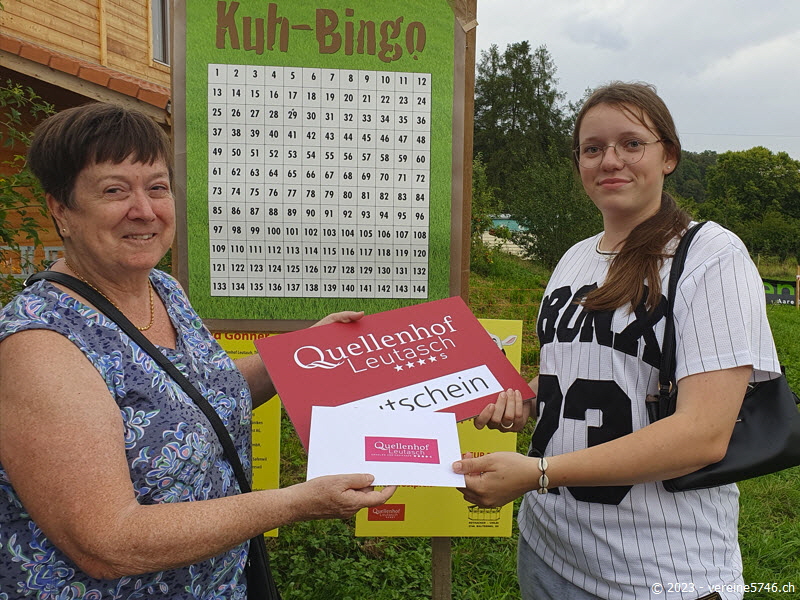 Kuh-Bingo
1 2 3 4 5 6 7 8 9 10 11 12
13 14 15 16 17 18 19 20 21 22 23 24
25 26 27 28 29 30 31 32 33 34 35 36
37 38 39 40 41 42 43 44 45 46 47 48
49 50 51 52 53 54 55 56 57 58 59 60
61 62 63 64 65 66 67 68 69 70 71 72
73 74 75 76 77 78 79 80 81 82 83 84
85 86 87 88 89 90 91 92 93 94 95 96
97 98 99 100 101 102 103 104 105 106 107 108
109 110 111 112 113 114 115 116 117 118 119 120
121 122 123 124 125 126 127 128 129 130 131 132
133 134 135 136 137 138 139 140 141 142 143 144
Quellenhof
Leutasch
★★★★s
utschein
Quellenhof
Leutasch
BRONX
23
Quellenhof
Leutasch
© 2023 - vereine5746.ch